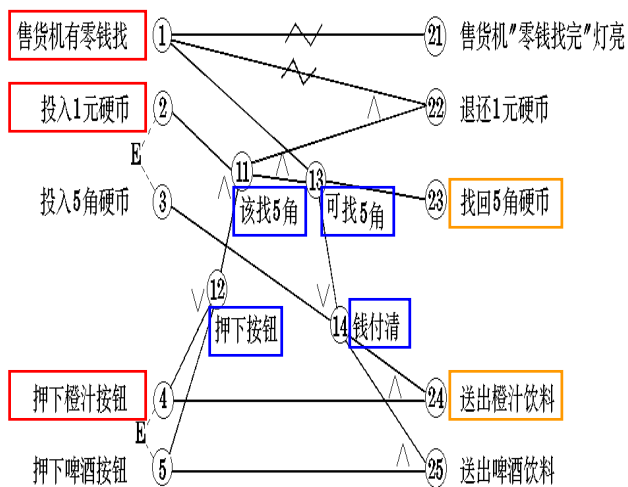 售货机有零钱找 1 21 售货机"零钱找完"灯亮
投入1元硬币 2 22 退还1元硬币
E
11 13
投入5角硬币 3 该找5角 可找5角 23 找回5角硬币
12
押下按钮 14 钱付清
押下橙汁按钮 4 24 送出橙汁饮料
E
押下啤酒按钮 5 25 送出啤酒饮料